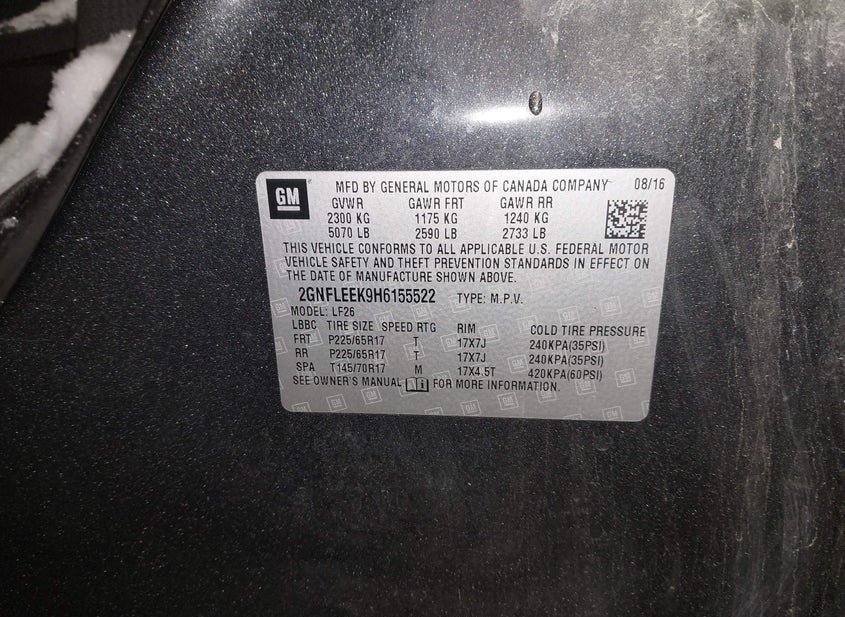 GM
MFD BY GENERAL MOTORS OF CANADA COMPANY 08/16
GVWR GAWR FRT GAWR RR
2300 KG 1175 KG 1240 KG
5070 LB 2590 LB 2733 LB
THIS VEHICLE CONFORMS TO ALL APPLICABLE U.S. FEDERAL MOTOR
VEHICLE SAFETY AND THEFT PREVENTION STANDARDS IN EFFECT ON
THE DATE OF MANUFACTURE SHOWN ABOVE.
2GNFLEEK9H6155522 TYPE: M.P.V.
MODEL: LF26
LBBC TIRE SIZE SPEED RTG RIM COLD TIRE PRESSURE
FRT P225/65R17 T 17X7J 240KPA(35PSI)
RR P225/65R17 T 17X7J 240KPA(35PSI)
SPA T145/70R17 M 17X4.5T 420KPA(60PSI)
SEE OWNER'S MANUAL FOR MORE INFORMATION.